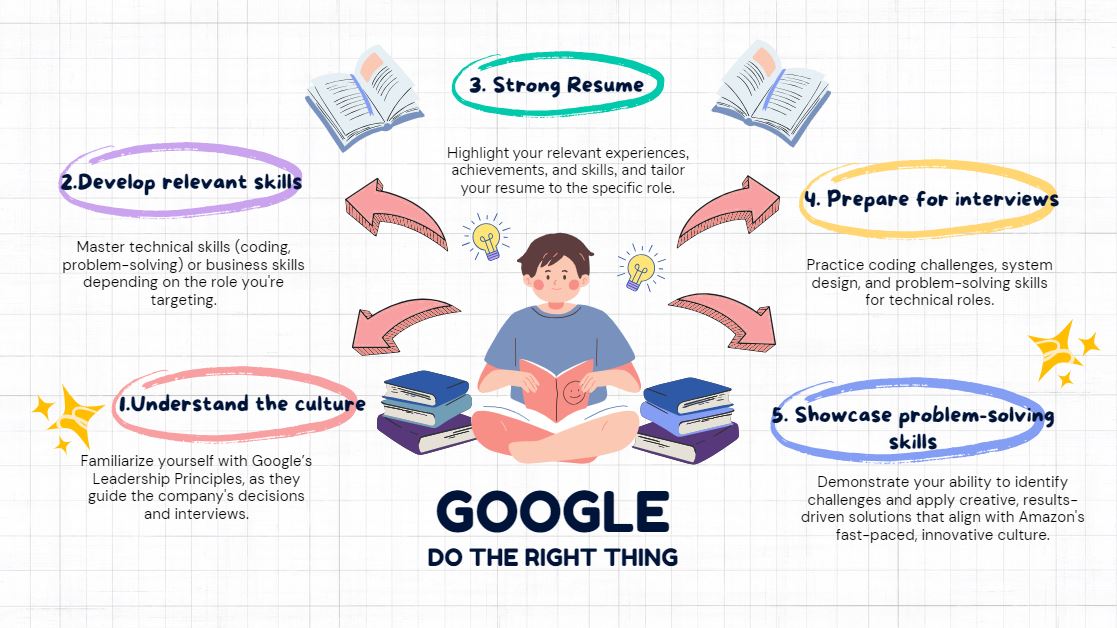 1.Understand the culture
Familiarize yourself with Google's
Leadership Principles, as they
guide the company's decisions
and interviews.
2.Develop relevant skills
Master technical skills (coding,
problem-solving) or business skills
depending on the role you're
targeting.
3. Strong Resume
Highlight your relevant experiences,
achievements, and skills, and tailor
your resume to the specific role.
4. Prepare for interviews
Practice coding challenges, system
design, and problem-solving skills
for technical roles.
5. Showcase problem-solving
skills
Demonstrate your ability to identify
challenges and apply creative, results-
driven solutions that align with Amazon's
fast-paced, innovative culture.
GOOGLE
DO THE RIGHT THING